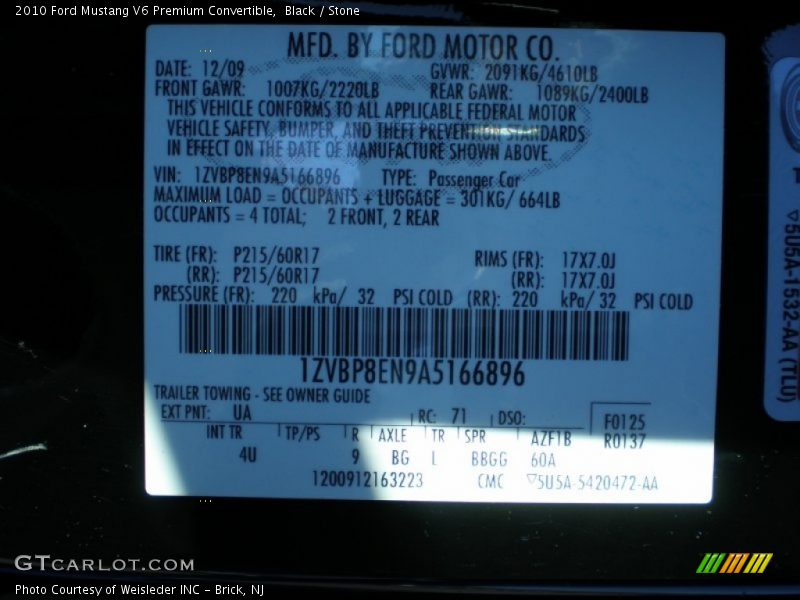 2010 Ford Mustang V6 Premium Convertible, Black / Stone
MFD. BY FORD MOTOR CO.
DATE: 12/09 GVWR: 2091KG/4610LB
FRONT GAWR: 1007KG/2220LB REAR GAWR: 1089KG/2400LB
THIS VEHICLE CONFORMS TO ALL APPLICABLE FEDERAL MOTOR
VEHICLE SAFETY, BUMPER, AND THEFT PREVENTION STANDARDS
IN EFFECT ON THE DATE OF MANUFACTURE SHOWN ABOVE.
VIN: 1ZVBP8EN9A5166896 TYPE: Passenger Car
MAXIMUM LOAD = OCCUPANTS + LUGGAGE = 301KG/ 664LB
OCCUPANTS = 4 TOTAL; 2 FRONT, 2 REAR
TIRE (FR): P215/60R17 RIMS (FR): 17X7.0J
(RR): P215/60R17 (RR): 17X7.0J
PRESSURE (FR): 220 kPa/ 32 PSI COLD (RR): 220 kPa/ 32 PSI COLD
1ZVBP8EN9A5166896
TRAILER TOWING - SEE OWNER GUIDE
EXT PNT: UA RC: 71 DSO: F0125
INT TR TP/PS R AXLE TR SPR AZF1B R0137
4U 9 BG L BBGG 60A
1200912163223 CMC ▽5U5A-5420472-AA
▽5U5A-1532-AA (TLU)
GTCARLOT.COM
Photo Courtesy of Weisleder INC - Brick, NJ